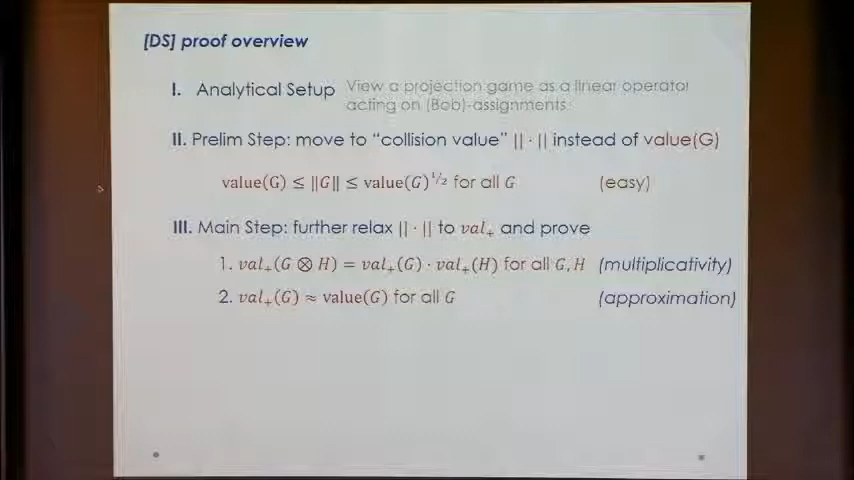 [DS] proof overview
I. Analytical Setup View a projection game as a linear operator
acting on (Bob)-assignments.
II. Prelim Step: move to “collision value” || · || instead of value(G)
value(G) ≤ ||G|| ≤ value(G)^{1/2} for all G (easy)
III. Main Step: further relax || · || to val₊ and prove
1. val₊(G ⊗ H) = val₊(G) · val₊(H) for all G, H (multiplicativity)
2. val₊(G) ≈ value(G) for all G (approximation)